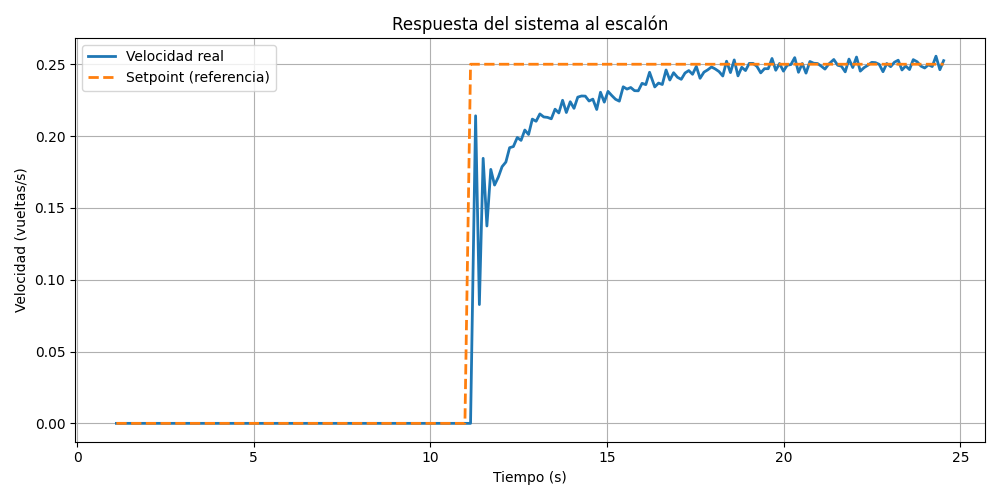 Respuesta del sistema al escalón
Velocidad real
Setpoint (referencia)
Velocidad (vueltas/s)
0.25
0.20
0.15
0.10
0.05
0.00
0
5
10
15
20
25
Tiempo (s)